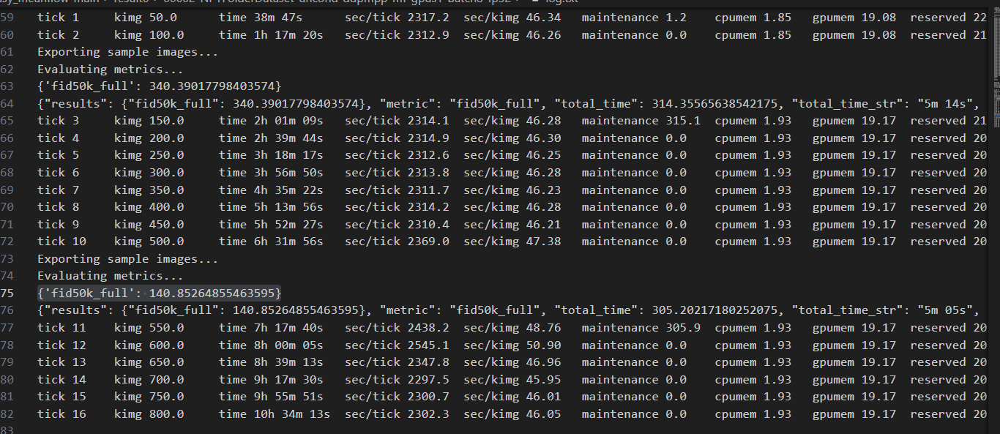 59 tick 1 kimg 50.0 time 38m 47s sec/tick 2317.2 sec/kimg 46.34 maintenance 1.2 cpumem 1.85 gpumem 19.08 reserved 22
60 tick 2 kimg 100.0 time 1h 17m 20s sec/tick 2312.9 sec/kimg 46.26 maintenance 0.0 cpumem 1.85 gpumem 19.08 reserved 21
61 Exporting sample images...
62 Evaluating metrics...
63 {'fid50k_full': 340.39017798403574}
64 {"results": {"fid50k_full": 340.39017798403574}, "metric": "fid50k_full", "total_time": 314.35565638542175, "total_time_str": "5m 14s",
65 tick 3 kimg 150.0 time 2h 01m 09s sec/tick 2314.1 sec/kimg 46.28 maintenance 315.1 cpumem 1.93 gpumem 19.17 reserved 21
66 tick 4 kimg 200.0 time 2h 39m 44s sec/tick 2314.9 sec/kimg 46.30 maintenance 0.0 cpumem 1.93 gpumem 19.17 reserved 20
67 tick 5 kimg 250.0 time 3h 18m 17s sec/tick 2312.6 sec/kimg 46.25 maintenance 0.0 cpumem 1.93 gpumem 19.17 reserved 20
68 tick 6 kimg 300.0 time 3h 56m 50s sec/tick 2313.8 sec/kimg 46.28 maintenance 0.0 cpumem 1.93 gpumem 19.17 reserved 20
69 tick 7 kimg 350.0 time 4h 35m 22s sec/tick 2311.7 sec/kimg 46.23 maintenance 0.0 cpumem 1.93 gpumem 19.17 reserved 20
70 tick 8 kimg 400.0 time 5h 13m 56s sec/tick 2314.2 sec/kimg 46.28 maintenance 0.0 cpumem 1.93 gpumem 19.17 reserved 20
71 tick 9 kimg 450.0 time 5h 52m 27s sec/tick 2310.4 sec/kimg 46.21 maintenance 0.0 cpumem 1.93 gpumem 19.17 reserved 20
72 tick 10 kimg 500.0 time 6h 31m 56s sec/tick 2369.0 sec/kimg 47.38 maintenance 0.0 cpumem 1.93 gpumem 19.17 reserved 20
73 Exporting sample images...
74 Evaluating metrics...
75 {'fid50k_full': 140.85264855463595}
76 {"results": {"fid50k_full": 140.85264855463595}, "metric": "fid50k_full", "total_time": 305.20217180252075, "total_time_str": "5m 05s",
77 tick 11 kimg 550.0 time 7h 17m 40s sec/tick 2438.2 sec/kimg 48.76 maintenance 305.9 cpumem 1.93 gpumem 19.17 reserved 20
78 tick 12 kimg 600.0 time 8h 00m 05s sec/tick 2545.1 sec/kimg 50.90 maintenance 0.0 cpumem 1.93 gpumem 19.17 reserved 20
79 tick 13 kimg 650.0 time 8h 39m 13s sec/tick 2347.8 sec/kimg 46.96 maintenance 0.0 cpumem 1.93 gpumem 19.17 reserved 20
80 tick 14 kimg 700.0 time 9h 17m 30s sec/tick 2297.5 sec/kimg 45.95 maintenance 0.0 cpumem 1.93 gpumem 19.17 reserved 20
81 tick 15 kimg 750.0 time 9h 55m 51s sec/tick 2300.7 sec/kimg 46.01 maintenance 0.0 cpumem 1.93 gpumem 19.17 reserved 20
82 tick 16 kimg 800.0 time 10h 34m 13s sec/tick 2302.3 sec/kimg 46.05 maintenance 0.0 cpumem 1.93 gpumem 19.17 reserved 20
83